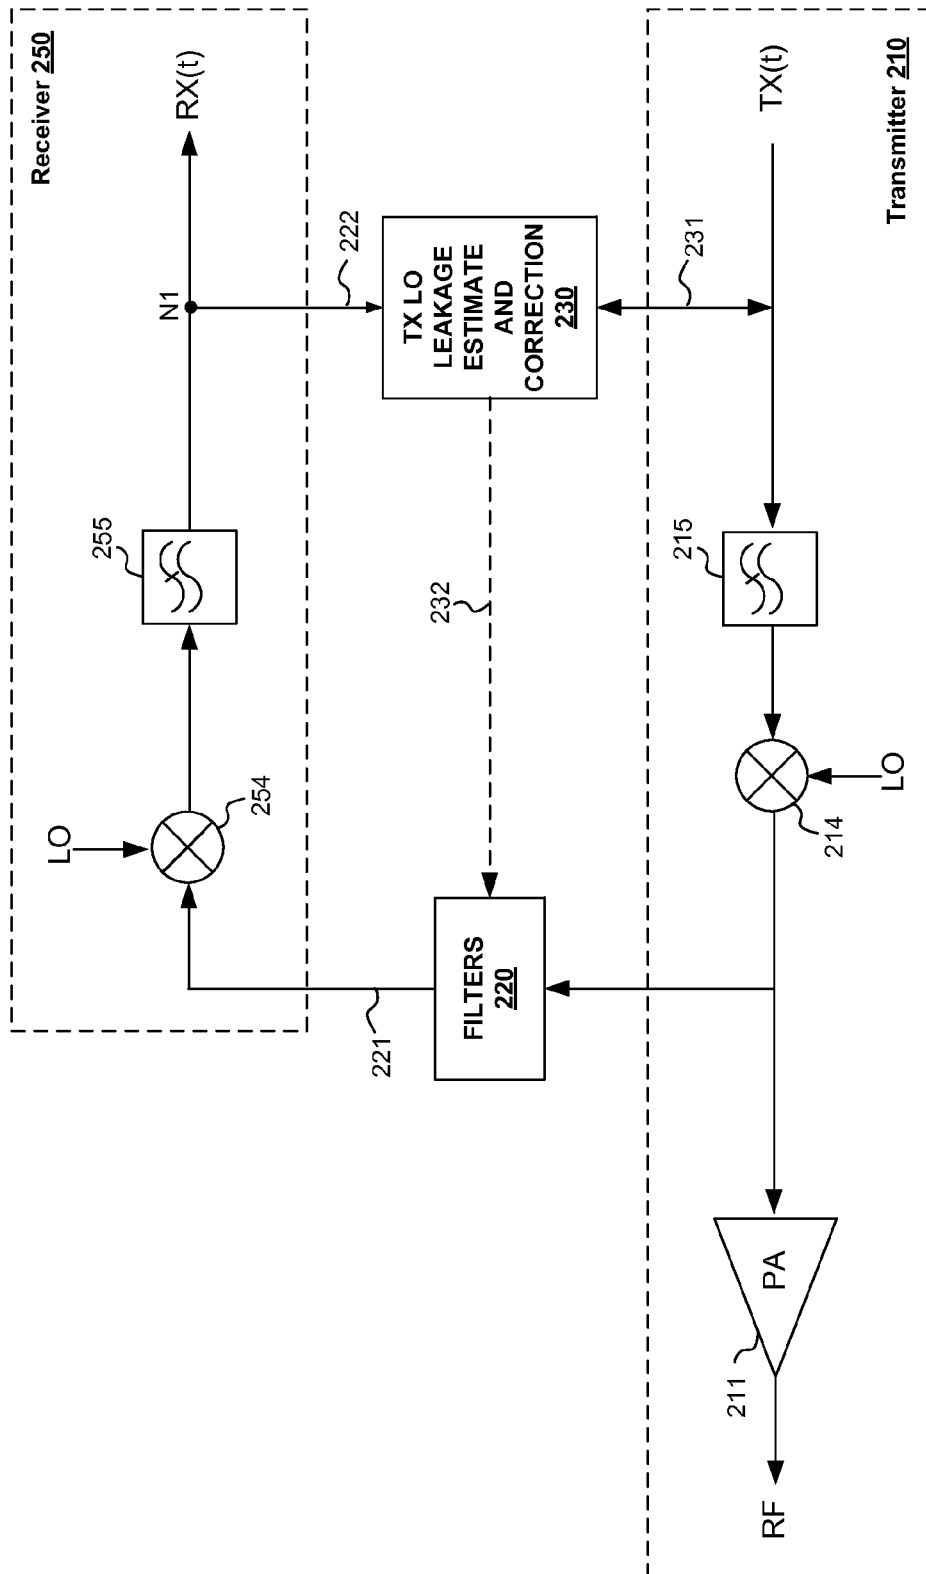 Receiver 250
RX(t)
N1
222
255
LO
254
TX LO
LEAKAGE
ESTIMATE
AND
CORRECTION
230
232
221
FILTERS
220
231
TX(t)
Transmitter 210
215
LO
214
PA
211
RF